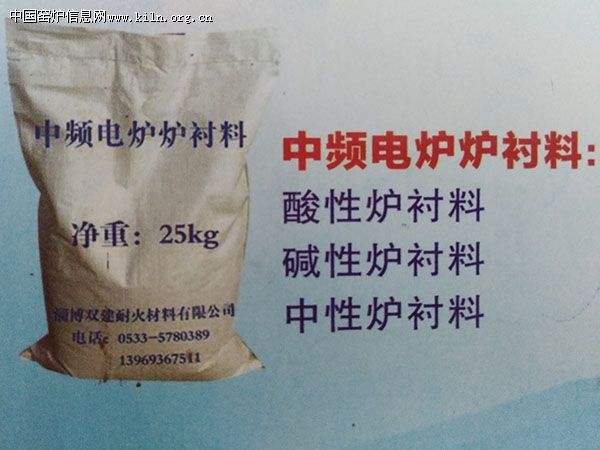 中国窑炉信息网www.kiln.org.cn
中频电炉炉衬料
净重：25kg
淄博双建耐火材料有限公司
电话：0533-5780389
13969367511
中频电炉炉衬料：
酸性炉衬料
碱性炉衬料
中性炉衬料